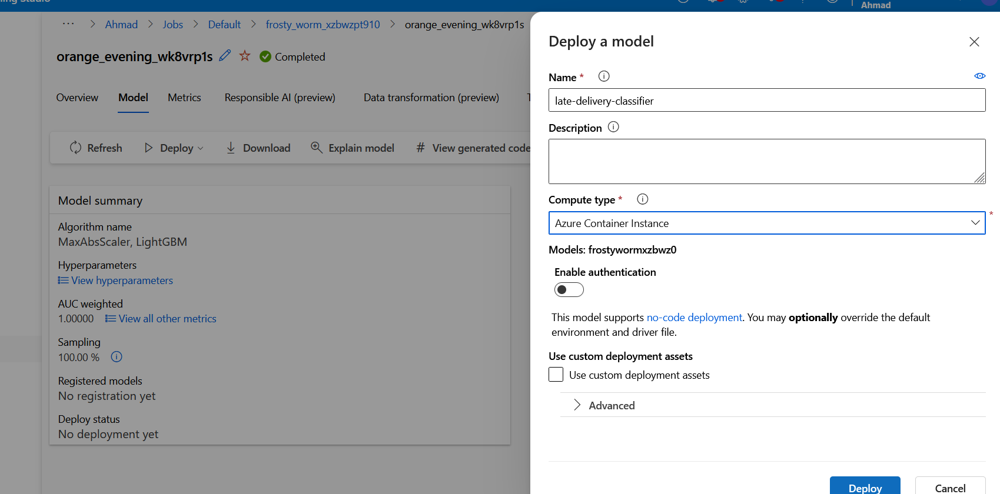 Ahmad
Ahmad Jobs Default frosty_worm_xzbwzpt910 orange_evening_wk8vrp1s
orange_evening_wk8vrp1s Completed
Overview Model Metrics Responsible AI (preview) Data transformation (preview)
Refresh Deploy Download Explain model View generated code
Model summary
Algorithm name
MaxAbsScaler, LightGBM
Hyperparameters
View hyperparameters
AUC weighted
1.00000 View all other metrics
Sampling
100.00 %
Registered models
No registration yet
Deploy status
No deployment yet
Deploy a model
Name *
late-delivery-classifier
Description
Compute type *
Azure Container Instance
*
Models: frostywormxzbwz0
Enable authentication
This model supports no-code deployment. You may optionally override the default
environment and driver file.
Use custom deployment assets
Use custom deployment assets
Advanced
Deploy Cancel